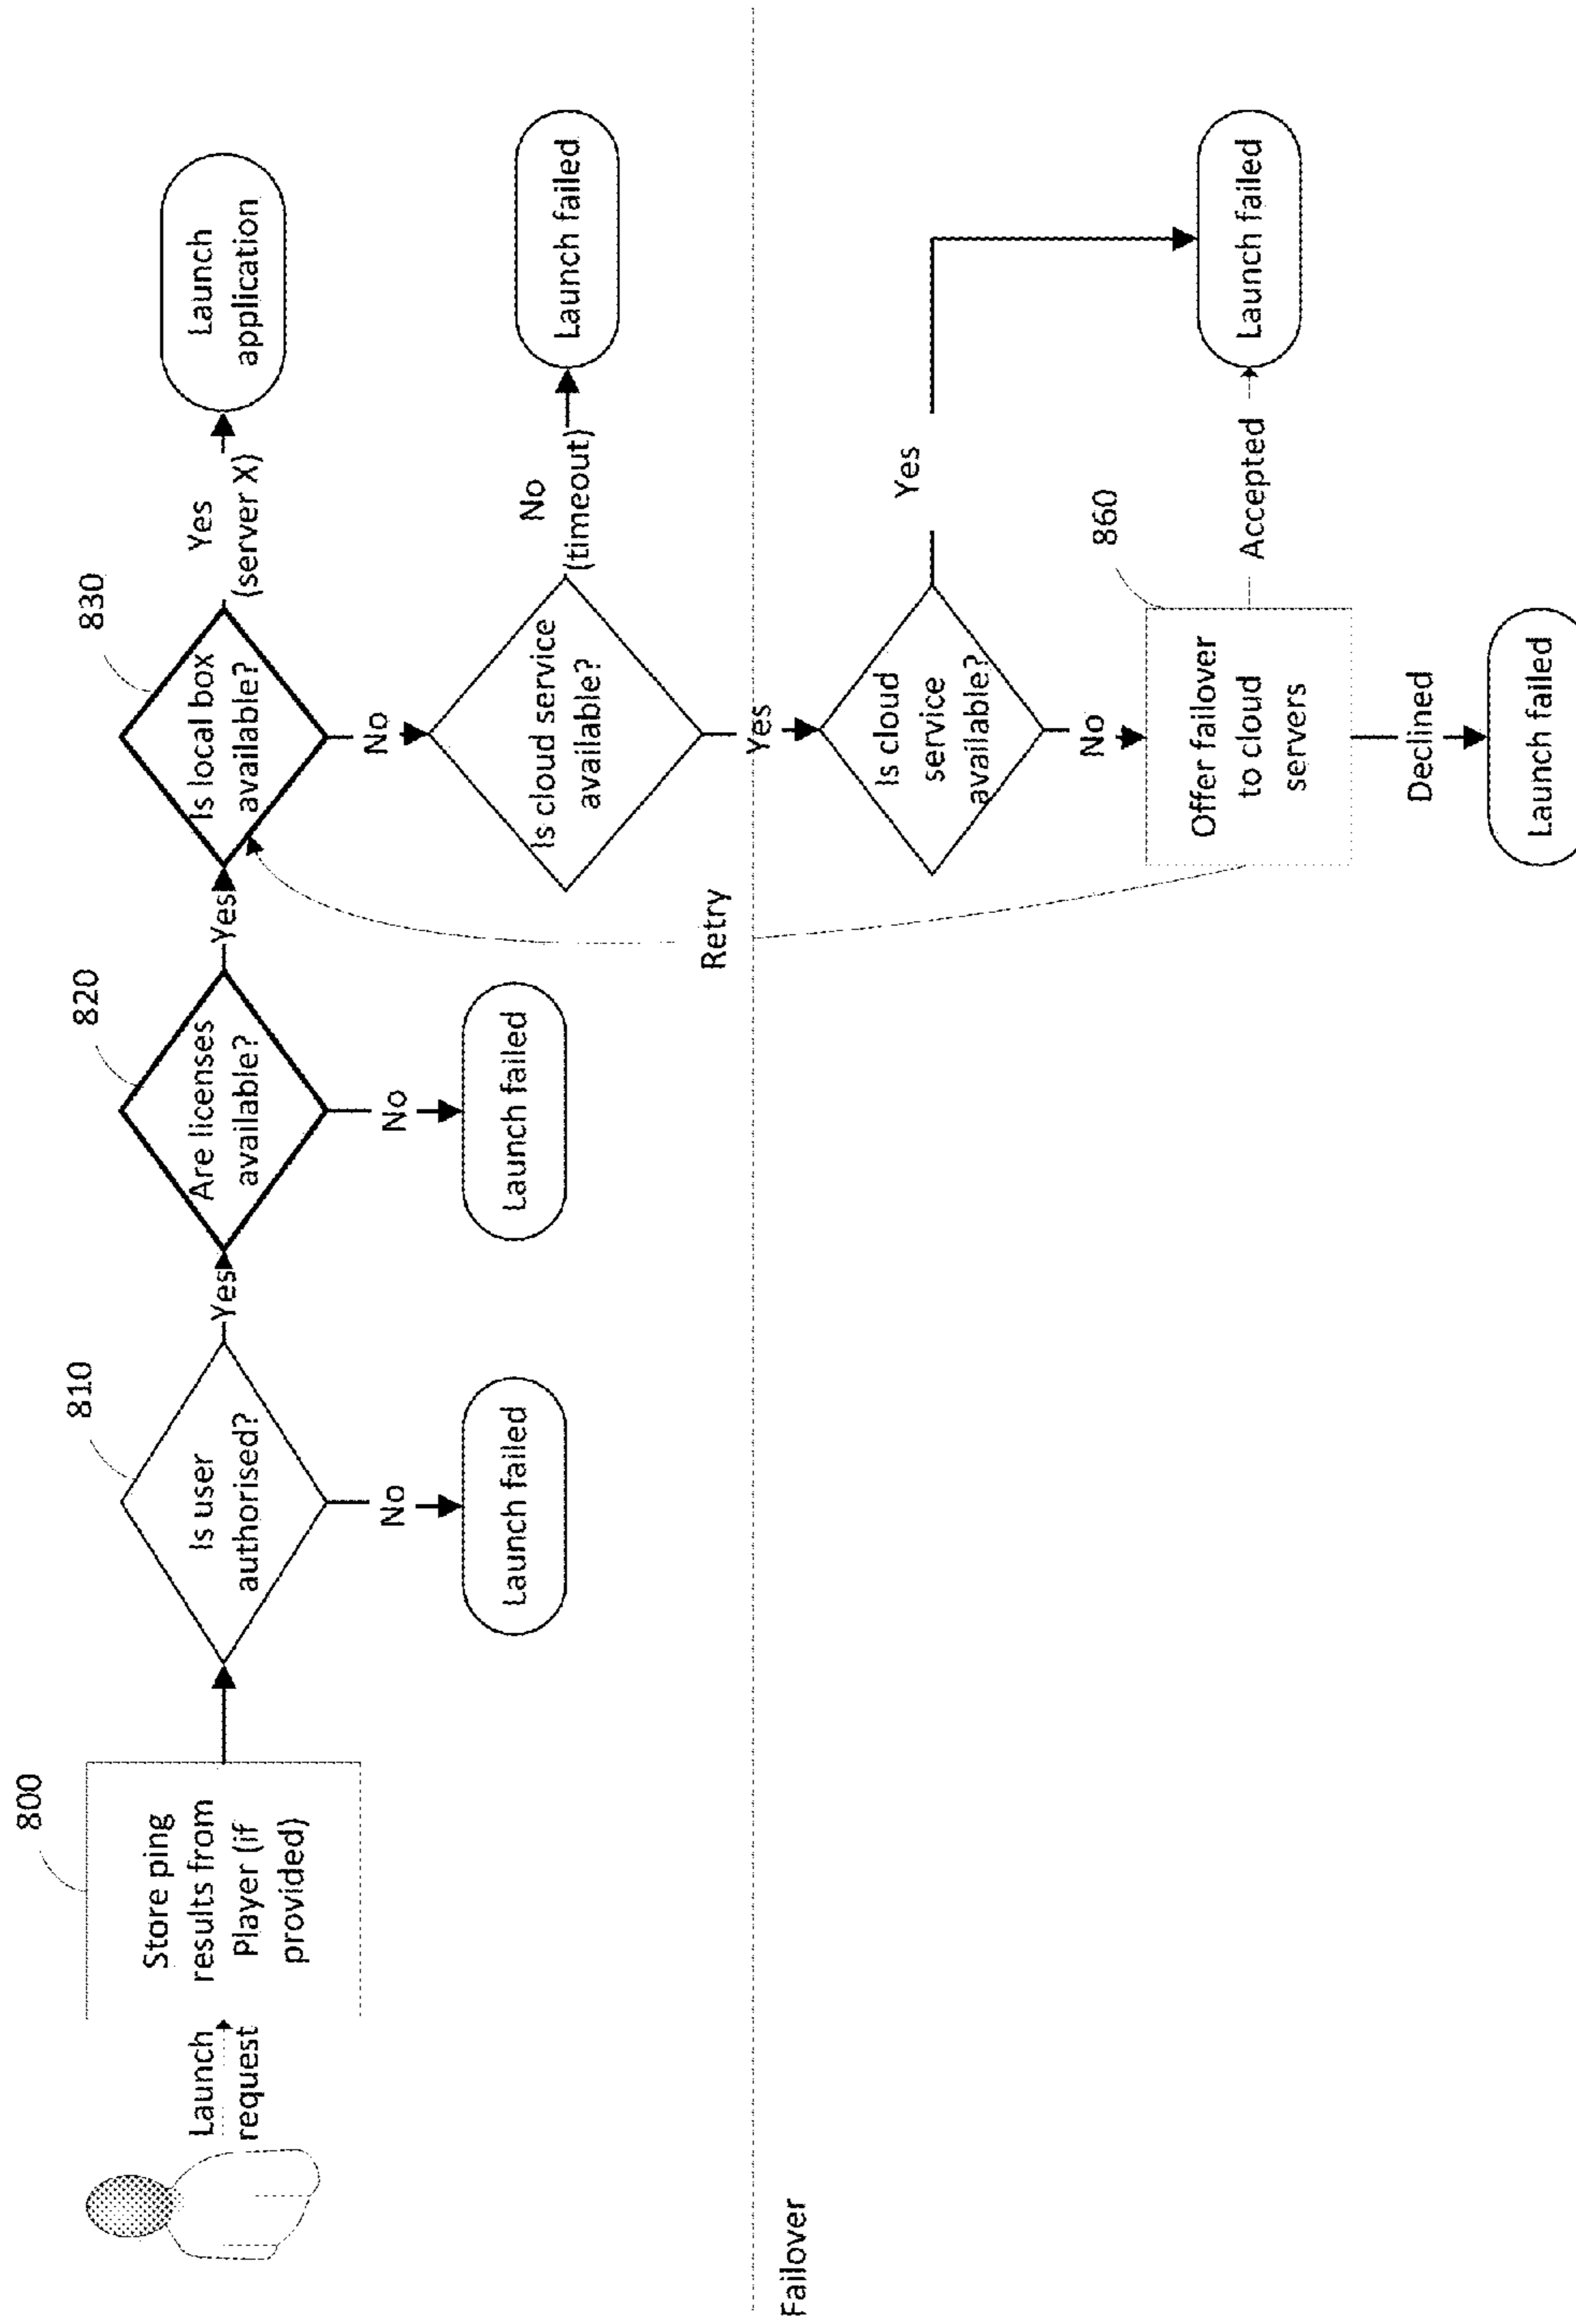 800
Launch
request
Store ping
results from
Player (if
provided)
810
Is user
authorised?
Yes
No
Launch failed
820
Are licenses
available?
Yes
No
Launch failed
830
Is local box
available?
Yes
(server X)
Launch
application
No
Is cloud service
available?
No
(timeout)
Launch failed
Yes
Retry
Failover
Is cloud
service
available?
Yes
Launch failed
No
860
Offer failover
to cloud
servers
Accepted
Declined
Launch failed